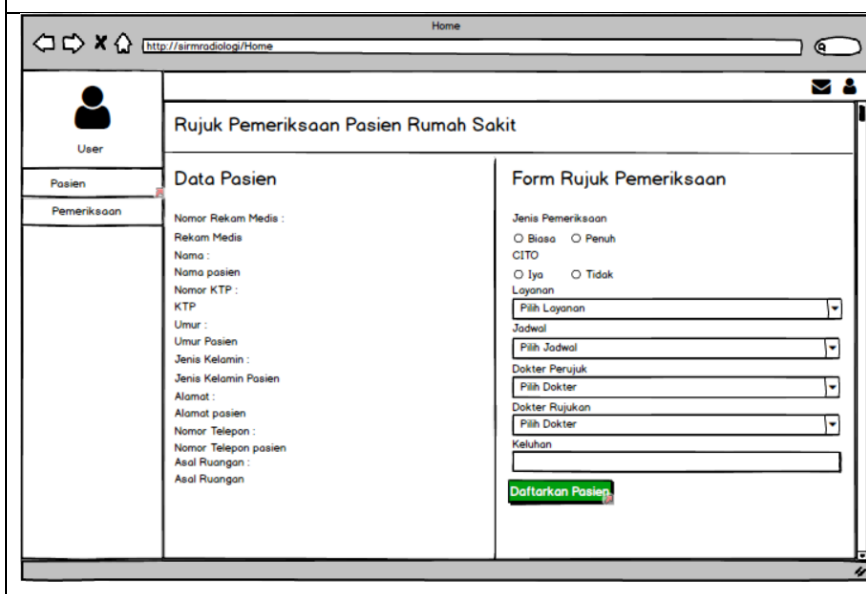 Home
http://sirmradiologi/Home
User
Pasien
Pemeriksaan
Rujuk Pemeriksaan Pasien Rumah Sakit
Data Pasien
Nomor Rekam Medis :
Rekam Medis
Nama :
Nama pasien
Nomor KTP :
KTP
Umur :
Umur Pasien
Jenis Kelamin :
Jenis Kelamin Pasien
Alamat :
Alamat pasien
Nomor Telepon :
Nomor Telepon pasien
Asal Ruangan :
Asal Ruangan
Form Rujuk Pemeriksaan
Jenis Pemeriksaan
Biasa Penuh
CITO
Iya Tidak
Layanan
Pilih Layanan
Jadwal
Pilih Jadwal
Dokter Perujuk
Pilih Dokter
Dokter Rujukan
Pilih Dokter
Keluhan
Daftarkan Pasien